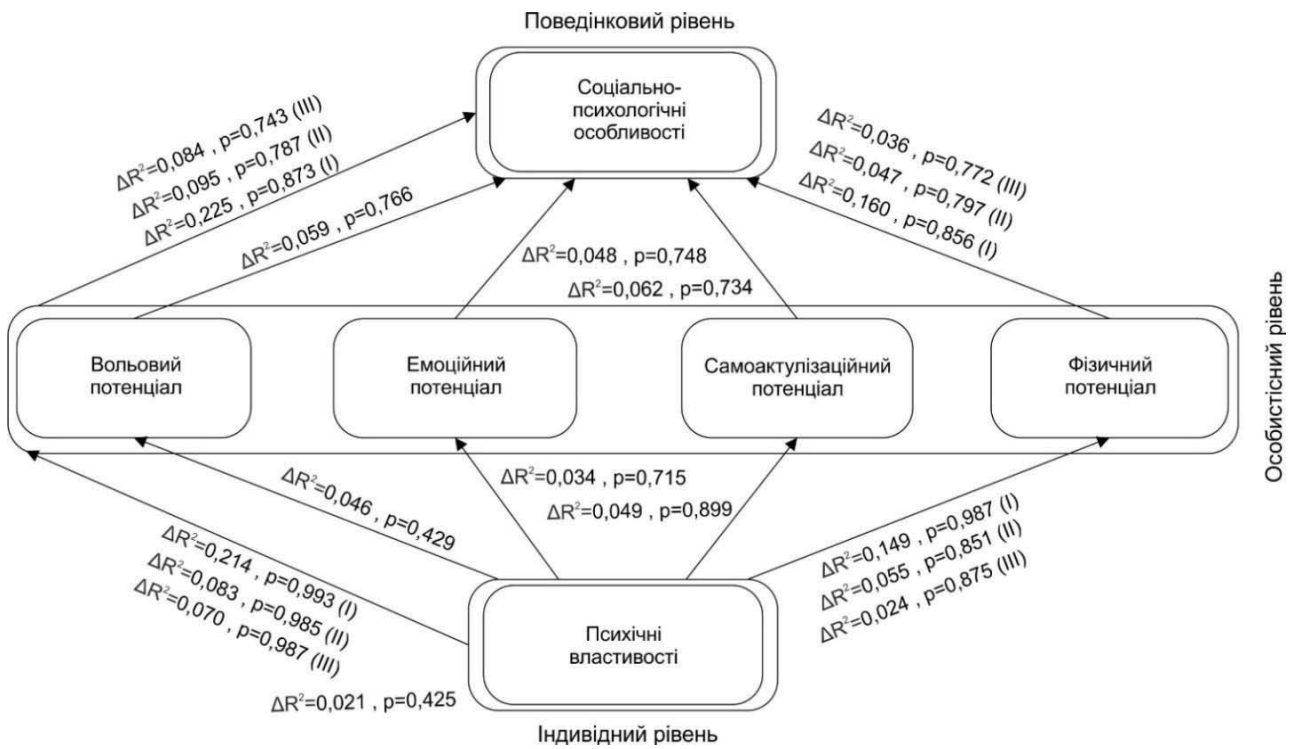 Поведінковий рівень
Соціально-
психологічні
особливості
ΔR²=0,084 , p=0,743 (III)
ΔR²=0,095 , p=0,787 (II)
ΔR²=0,225 , p=0,873 (I)
ΔR²=0,059 , p=0,766
ΔR²=0,048 , p=0,748
ΔR²=0,062 , p=0,734
ΔR²=0,036 , p=0,772 (III)
ΔR²=0,047 , p=0,797 (II)
ΔR²=0,160 , p=0,856 (I)
Вольовий
потенціал
Емоційний
потенціал
Самоактулізаційний
потенціал
Фізичний
потенціал
Особистісний рівень
ΔR²=0,046 , p=0,429
ΔR²=0,214 , p=0,993 (I)
ΔR²=0,083 , p=0,985 (II)
ΔR²=0,070 , p=0,987 (III)
ΔR²=0,021 , p=0,425
ΔR²=0,034 , p=0,715
ΔR²=0,049 , p=0,899
ΔR²=0,149 , p=0,987 (I)
ΔR²=0,055 , p=0,851 (II)
ΔR²=0,024 , p=0,875 (III)
Психічні
властивості
Індивідний рівень